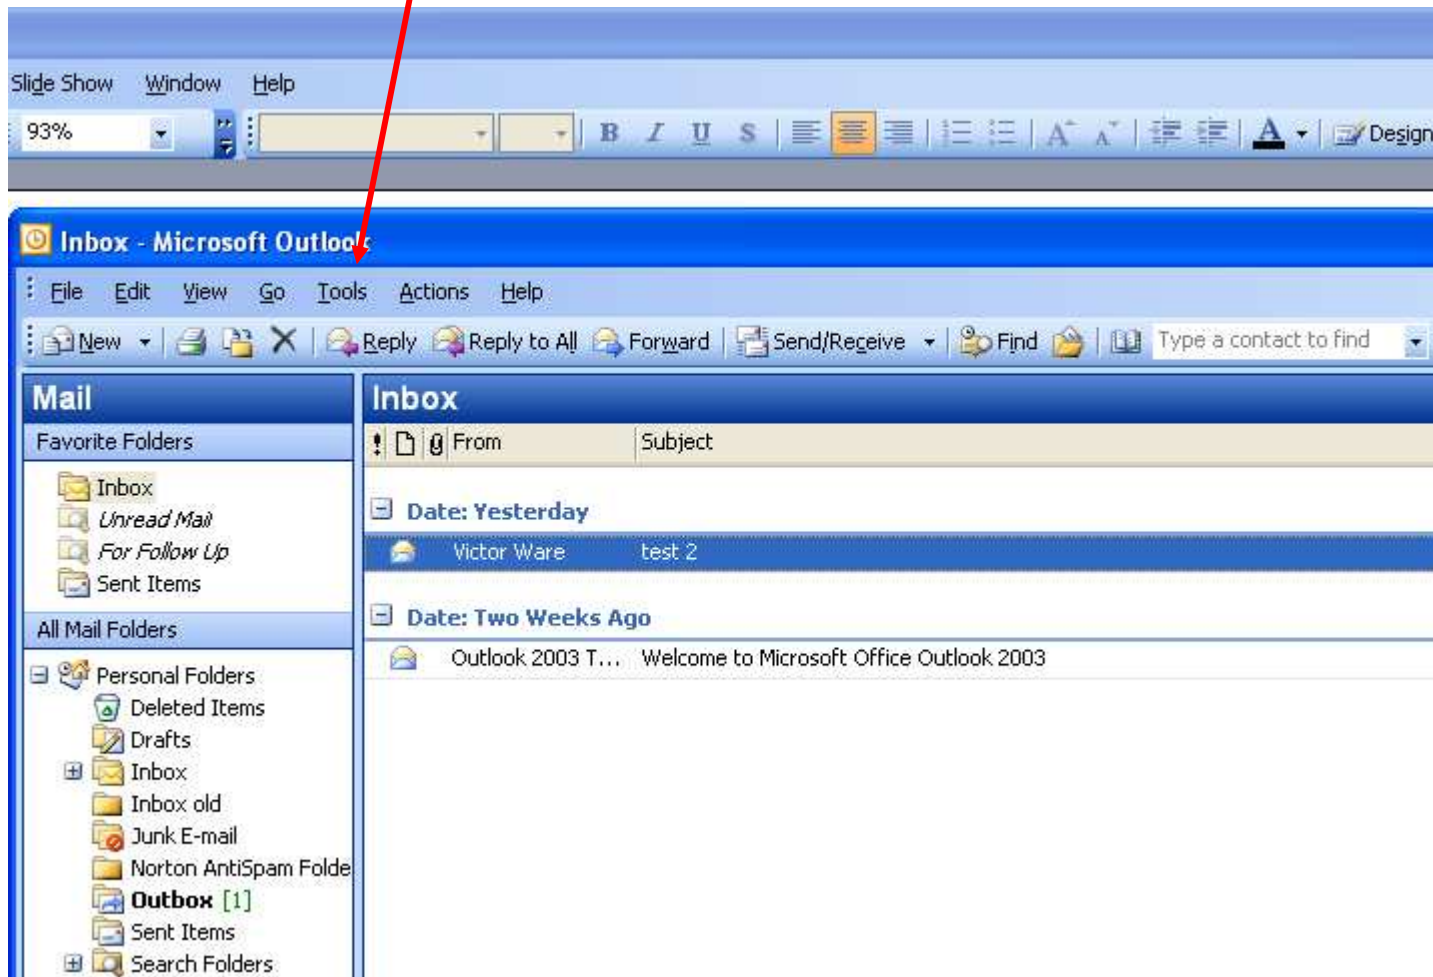 Slide Show Window Help
93% B I U S A A A A Design
Inbox - Microsoft Outlook
File Edit View Go Tools Actions Help
New Reply Reply to All Forward Send/Receive Find Type a contact to find
Mail
Inbox
Favorite Folders
! From Subject
Inbox
Unread Mail
For Follow Up
Sent Items
Date: Yesterday
Victor Ware test 2
Date: Two Weeks Ago
Outlook 2003 T... Welcome to Microsoft Office Outlook 2003
All Mail Folders
Personal Folders
Deleted Items
Drafts
Inbox
Inbox old
Junk E-mail
Norton AntiSpam Folde
Outbox [1]
Sent Items
Search Folders